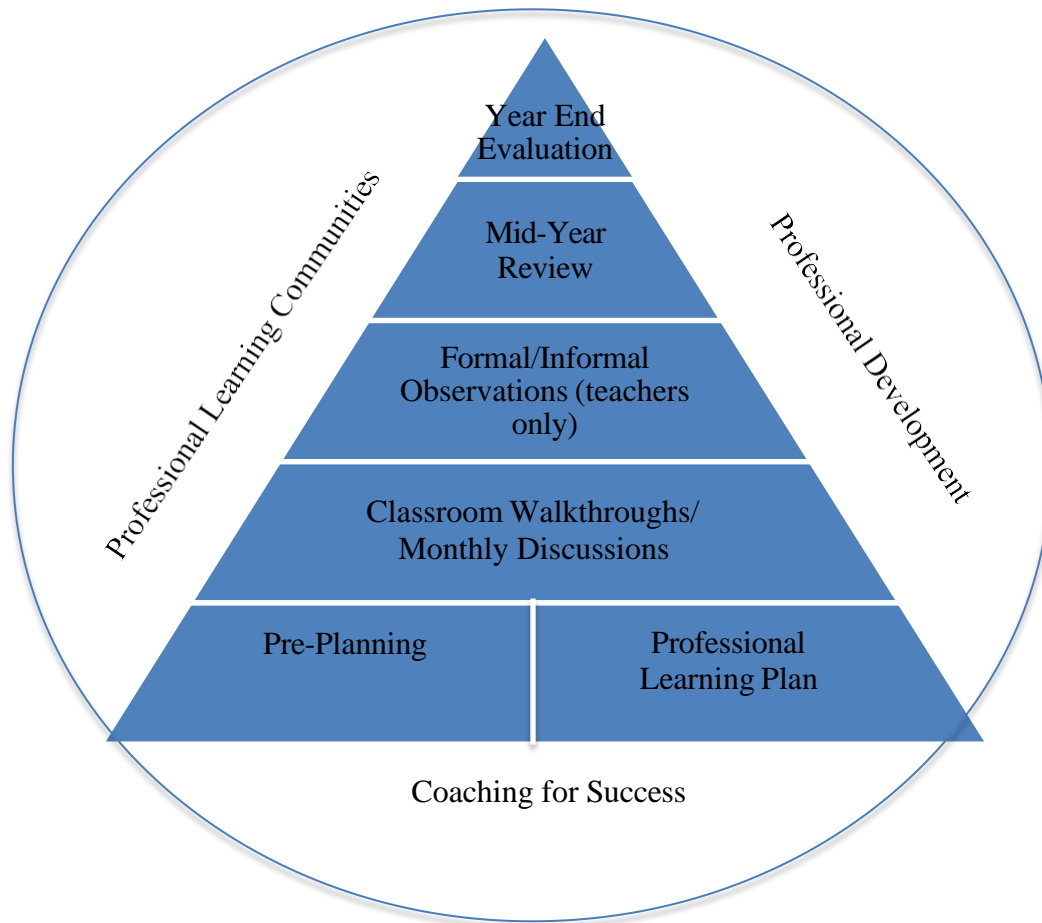 Year End
Evaluation
Mid-Year
Review
Formal/Informal
Observations (teachers
only)
Classroom Walkthroughs/
Monthly Discussions
Pre-Planning
Professional
Learning Plan
Professional Learning Communities
Professional Development
Coaching for Success